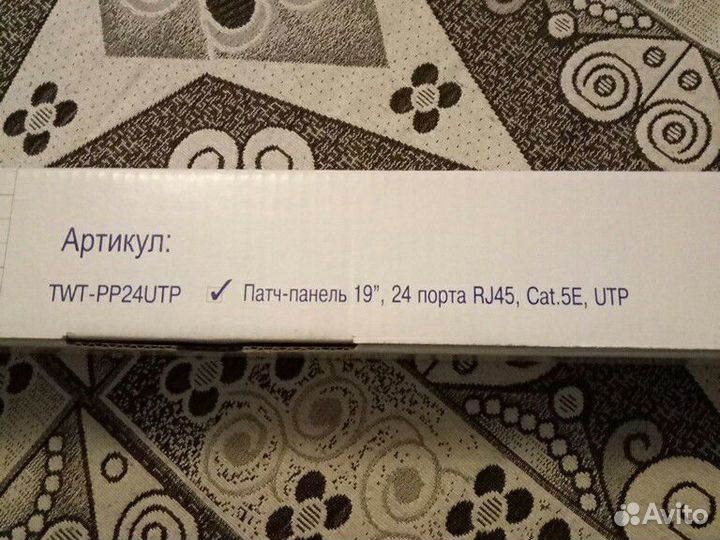 Артикул:
TWT-PP24UTP ✓ Патч-панель 19”, 24 порта RJ45, Cat.5E, UTP
Avito